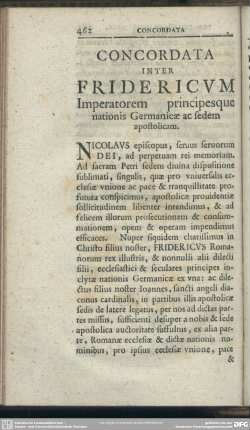 462 CONCORDATA
CONCORDATA
INTER
FRIDERICVM
Imperatorem principesque
nationis Germanicæ ac sedem
apostolicam.
NICOLAVS episcopus, seruus seruorum
DEI, ad perpetuam rei memoriam.
Ad sacram Petri sedem diuina dispositione
sublimati, singulis, quæ pro vniuersalis ec-
clesiæ vnione ac pace & tranquillitate pro-
futura conspicimus, apostolicæ prouidentiæ
sollicitudinem libenter intendimus, & ad
felicem illorum prosecutionem & consum-
mationem, opem & operam impendimus
efficaces. Nuper siquidem charissimus in
Christo filius noster, FRIDERICVS Roma-
norum rex illustris, & nonnulli alii dilecti
filii, ecclesiastici & seculares principes in-
clytæ nationis Germanicæ ex vna: ac dile-
ctus filius noster Ioannes, sancti angeli dia-
conus cardinalis, in partibus illis apostolicæ
sedis de latere legatus, per nos ad dictas par-
tes missus, sufficienti desuper a nobis & sede
apostolica auctoritate suffultus, ex alia par-
te, Romanæ ecclesiæ & dictæ nationis no-
minibus, pro ipsius ecclesiæ vnione, pace
&